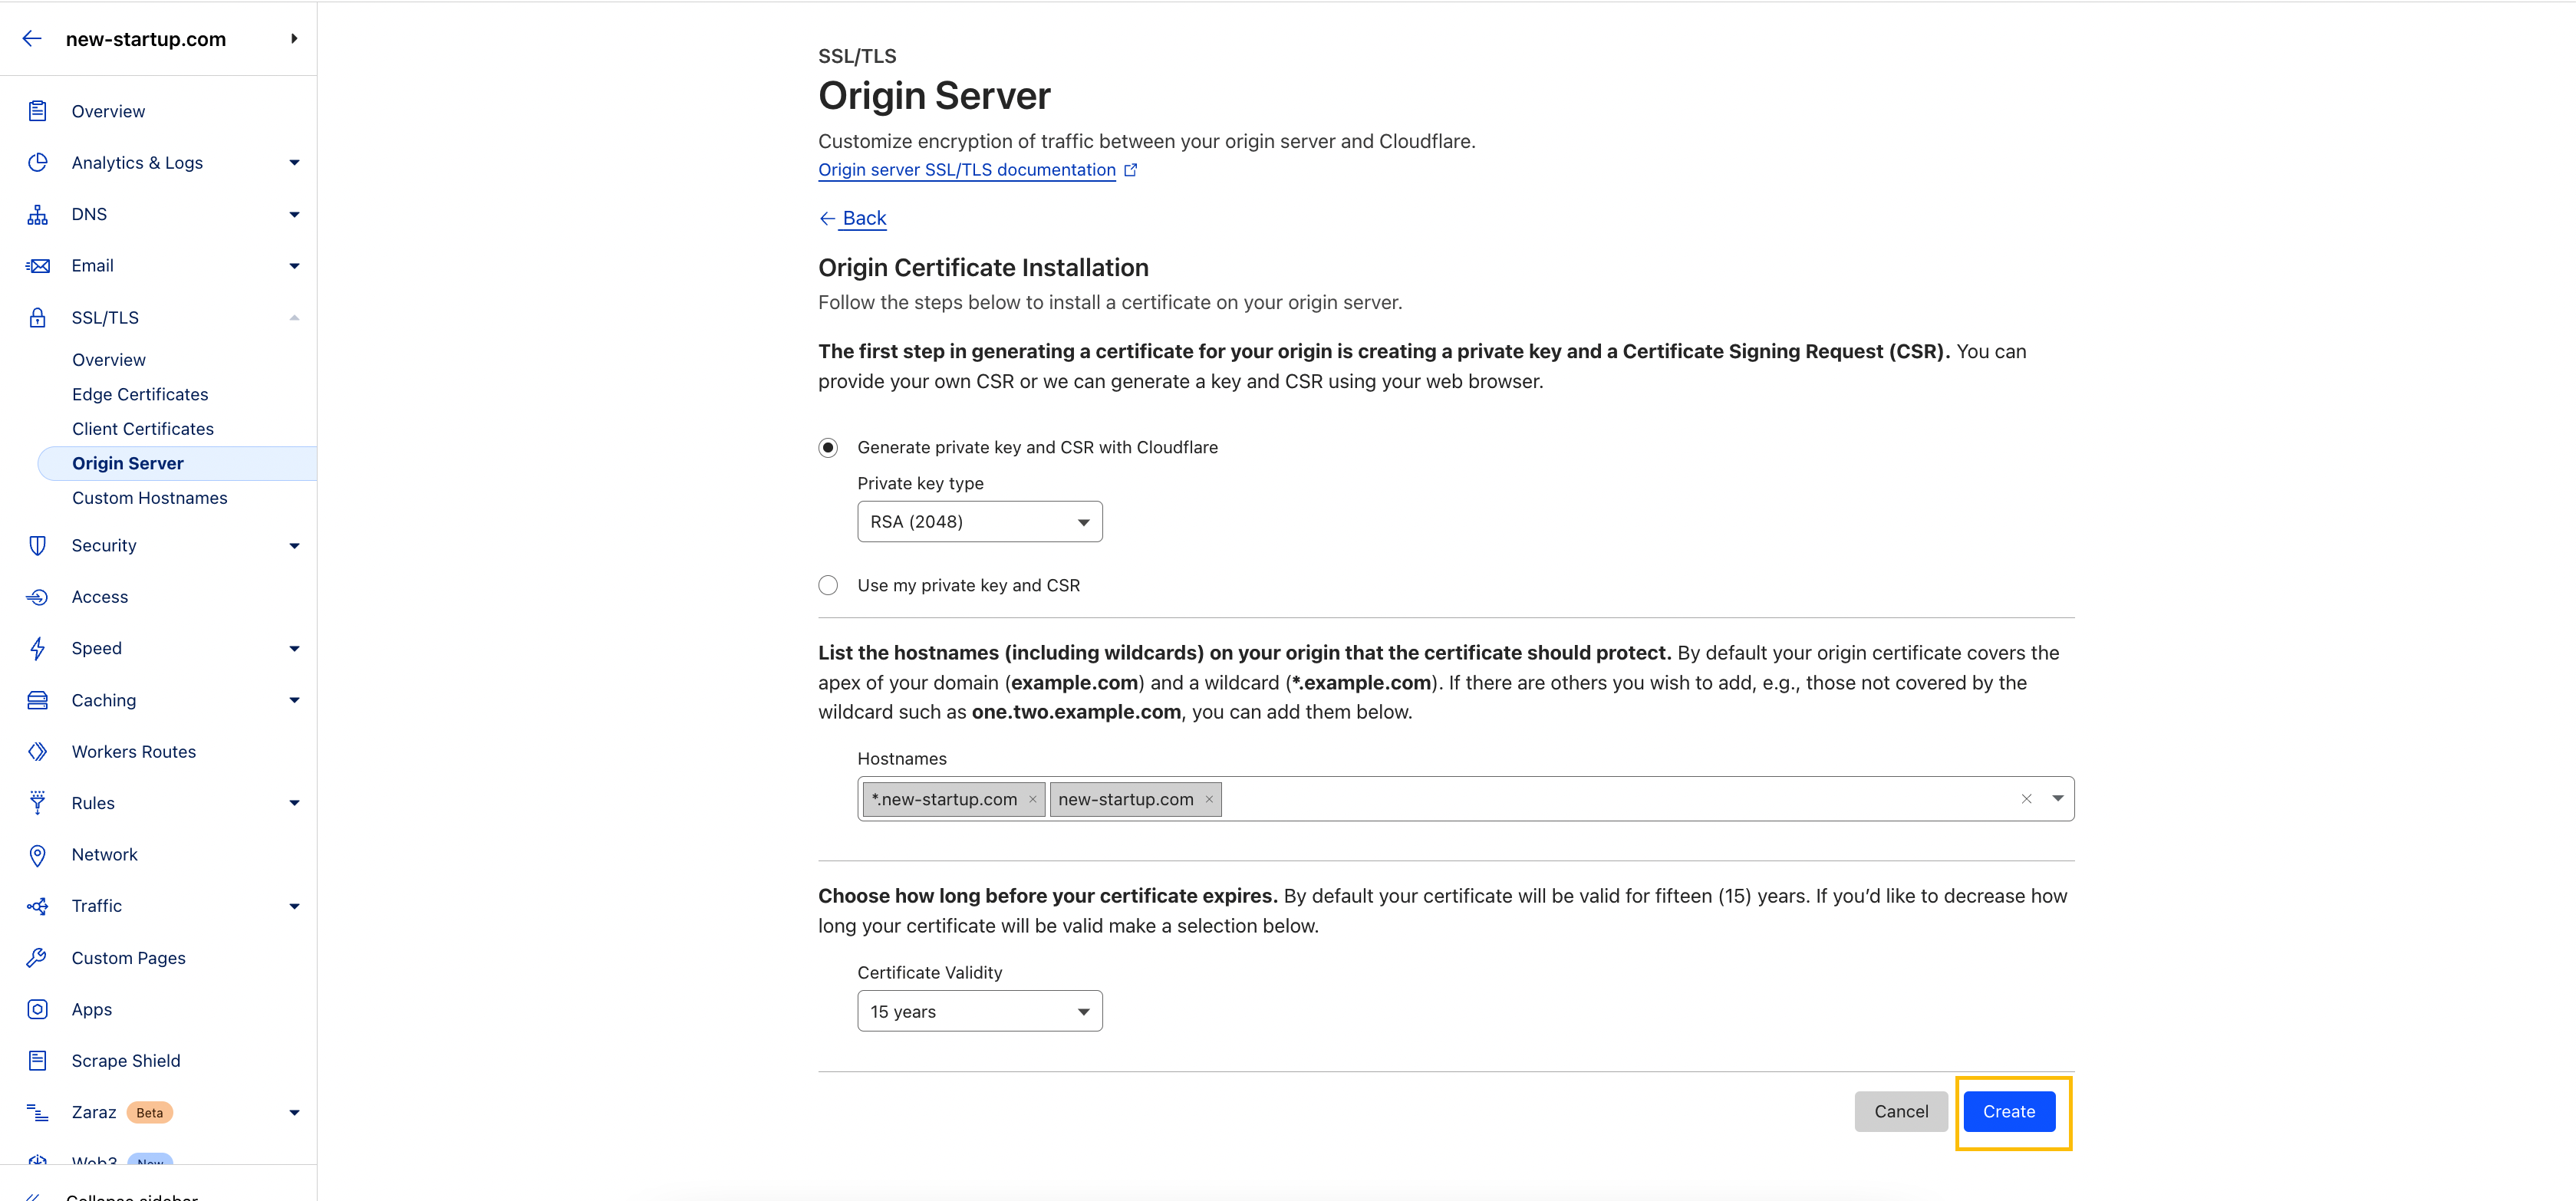 new-startup.com
Overview
Analytics & Logs
DNS
Email
SSL/TLS
Overview
Edge Certificates
Client Certificates
Origin Server
Custom Hostnames
Security
Access
Speed
Caching
Workers Routes
Rules
Network
Traffic
Custom Pages
Apps
Scrape Shield
Zaraz Beta
Web3 New
Collapse sidebar
SSL/TLS
Origin Server
Customize encryption of traffic between your origin server and Cloudflare.
Origin server SSL/TLS documentation
Back
Origin Certificate Installation
Follow the steps below to install a certificate on your origin server.
The first step in generating a certificate for your origin is creating a private key and a Certificate Signing Request (CSR). You can
provide your own CSR or we can generate a key and CSR using your web browser.
Generate private key and CSR with Cloudflare
Private key type
RSA (2048)
Use my private key and CSR
List the hostnames (including wildcards) on your origin that the certificate should protect. By default your origin certificate covers the
apex of your domain (example.com) and a wildcard (*.example.com). If there are others you wish to add, e.g., those not covered by the
wildcard such as one.two.example.com, you can add them below.
Hostnames
*.new-startup.com × new-startup.com ×
Choose how long before your certificate expires. By default your certificate will be valid for fifteen (15) years. If you’d like to decrease how
long your certificate will be valid make a selection below.
Certificate Validity
15 years
Cancel Create